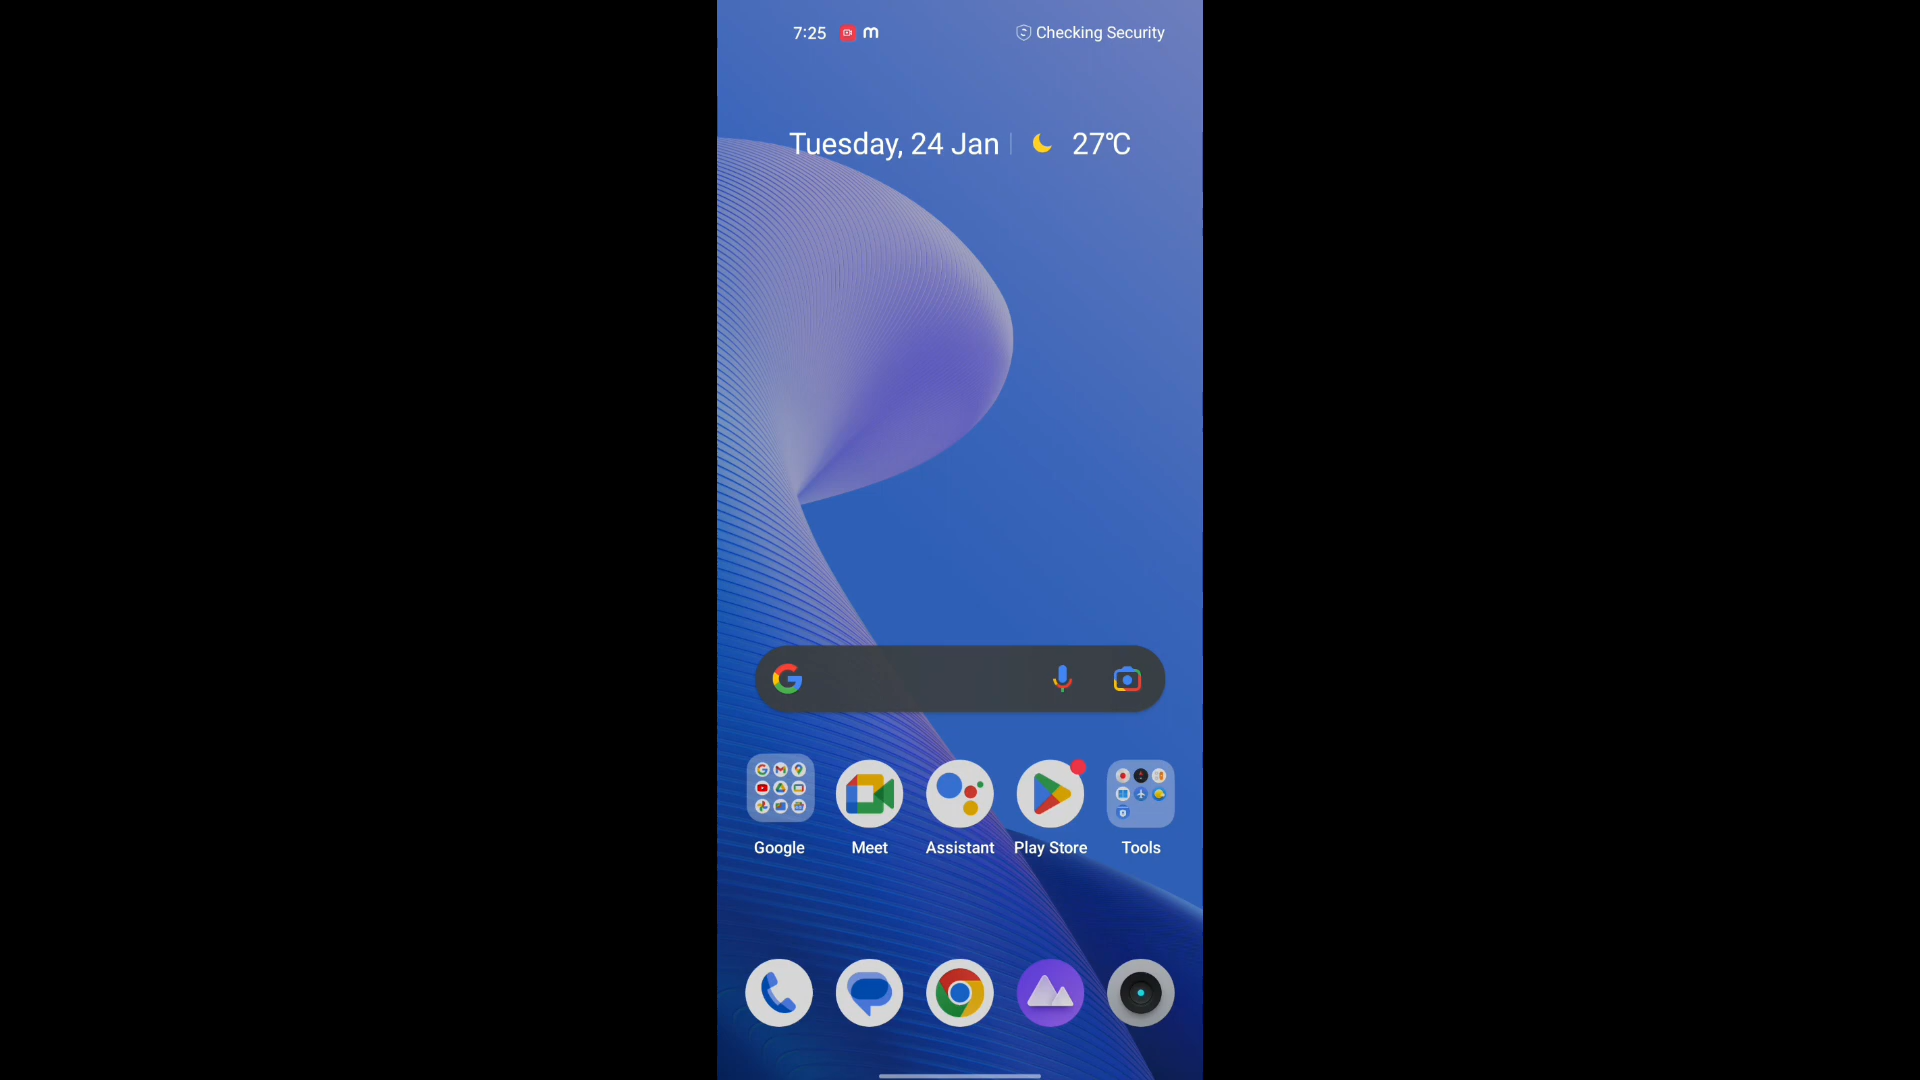 7:25 m Checking Security
Tuesday, 24 Jan 27°C
Google Meet Assistant Play Store Tools